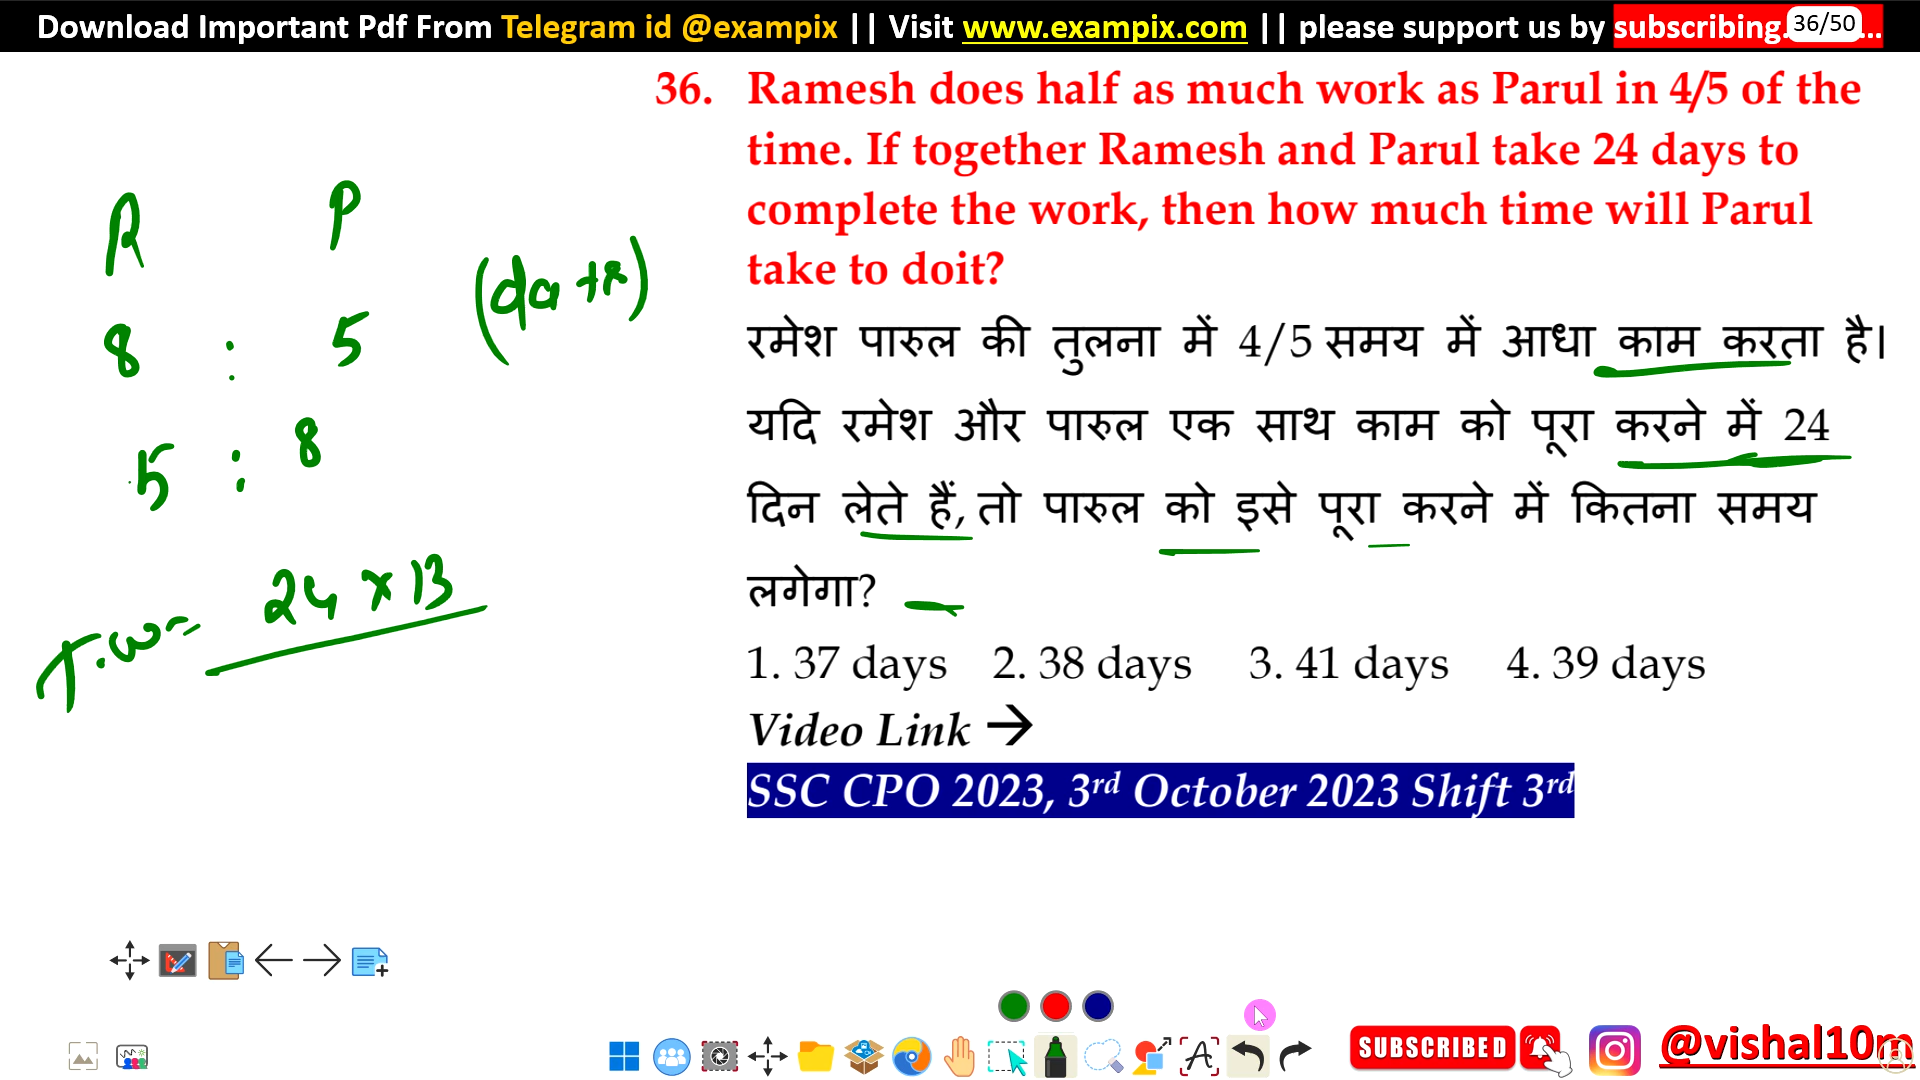 Download Important Pdf From Telegram id @exampix || Visit www.exampix.com || please support us by subscribing. 36/50 ...
36. Ramesh does half as much work as Parul in 4/5 of the
time. If together Ramesh and Parul take 24 days to
complete the work, then how much time will Parul
take to doit?
रमेश पारुल की तुलना में 4/5 समय में आधा काम करता है।
यदि रमेश और पारुल एक साथ काम को पूरा करने में 24
दिन लेते हैं, तो पारुल को इसे पूरा करने में कितना समय
लगेगा?
1. 37 days 2. 38 days 3. 41 days 4. 39 days
Video Link →
SSC CPO 2023, 3rd October 2023 Shift 3rd
R P
8 : 5
5 : 8
T.W= 24 x 13
SUBSCRIBED
@vishal10m